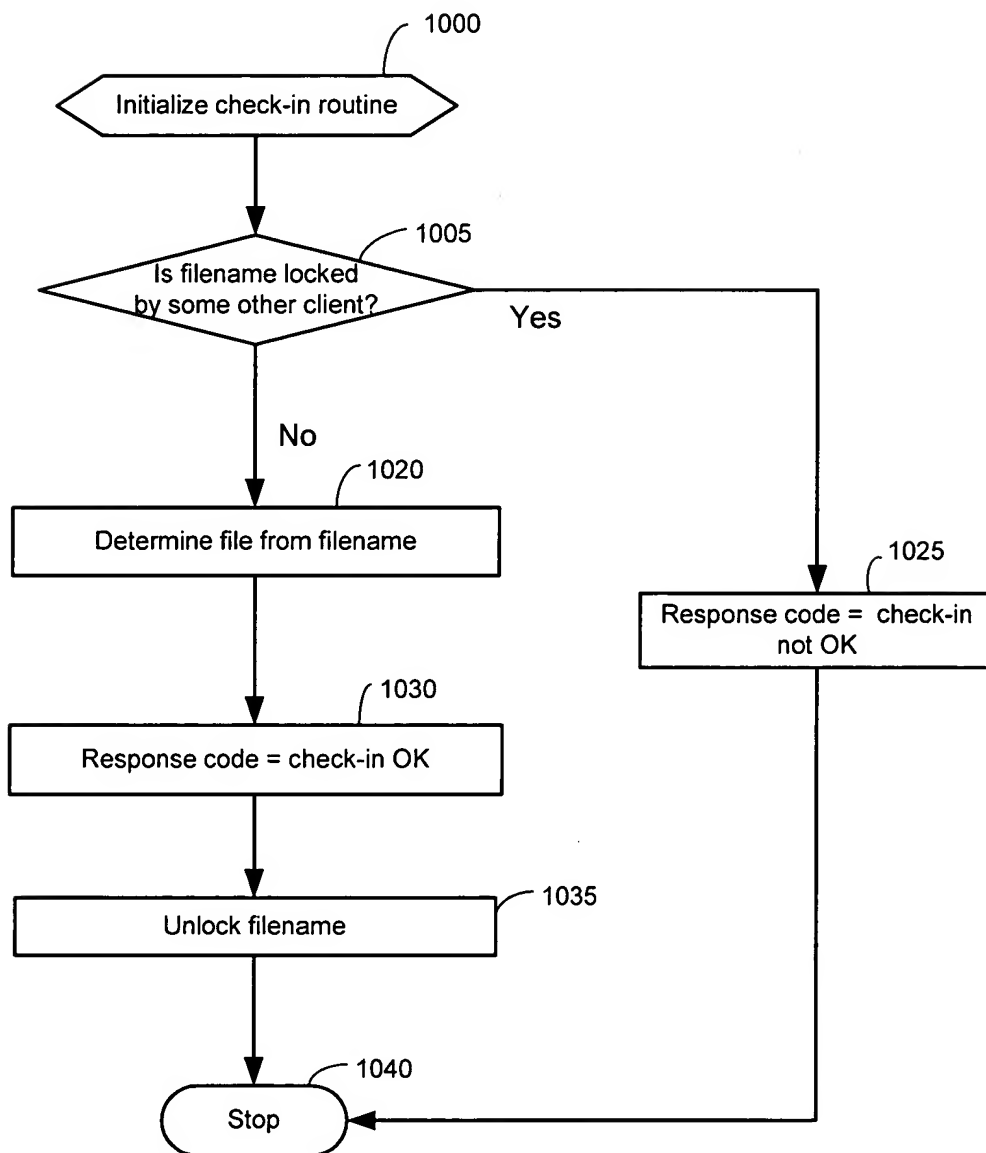 1000
Initialize check-in routine
1005
Is filename locked
by some other client?
Yes
No
1020
Determine file from filename
1025
Response code = check-in
not OK
1030
Response code = check-in OK
1035
Unlock filename
1040
Stop